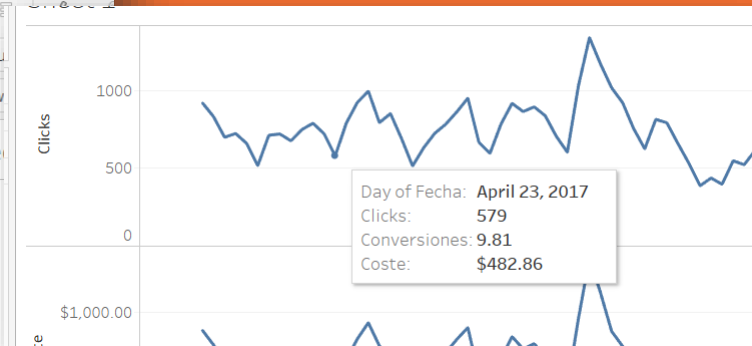 Clicks
1000
500
0
Day of Fecha: April 23, 2017
Clicks: 579
Conversiones: 9.81
Coste: $482.86
$1,000.00